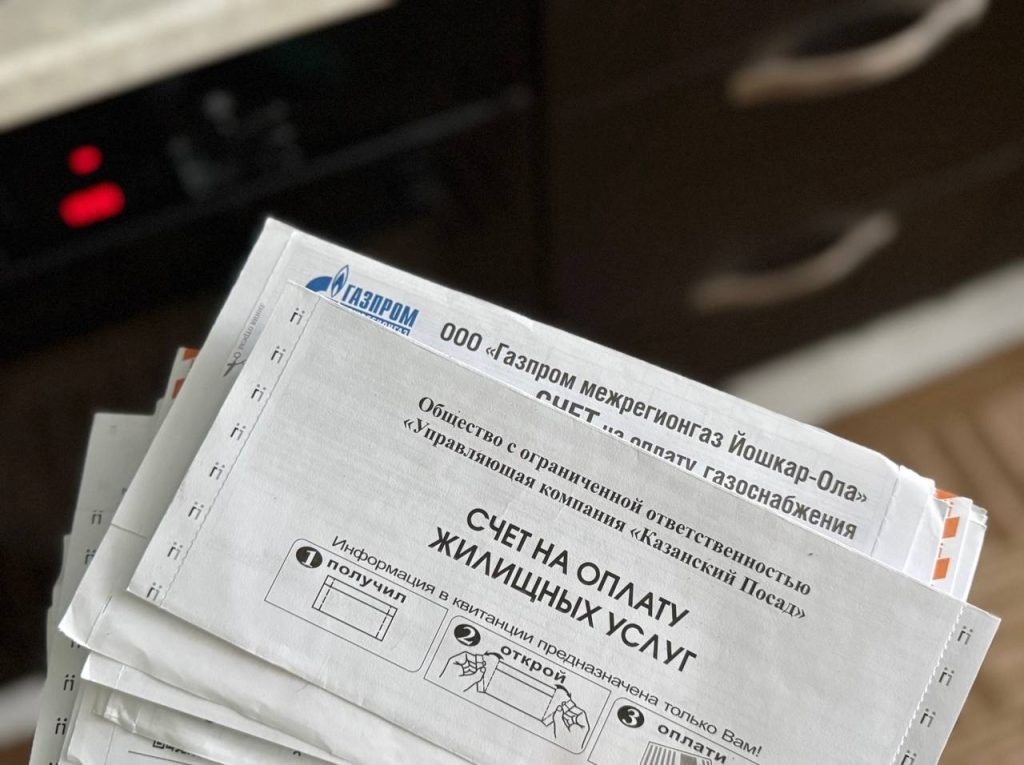 ГАЗПРОМ
ООО «Газпром межрегионгаз Йошкар-Ола»
СЧЕТ на оплату газоснабжения
Общество с ограниченной ответственностью
«Управляющая компания «Казанский Посад»
СЧЕТ НА ОПЛАТУ
ЖИЛИЩНЫХ УСЛУГ
Информация в квитанции предназначена только Вам!
1 получил
2 открой
3 оплати